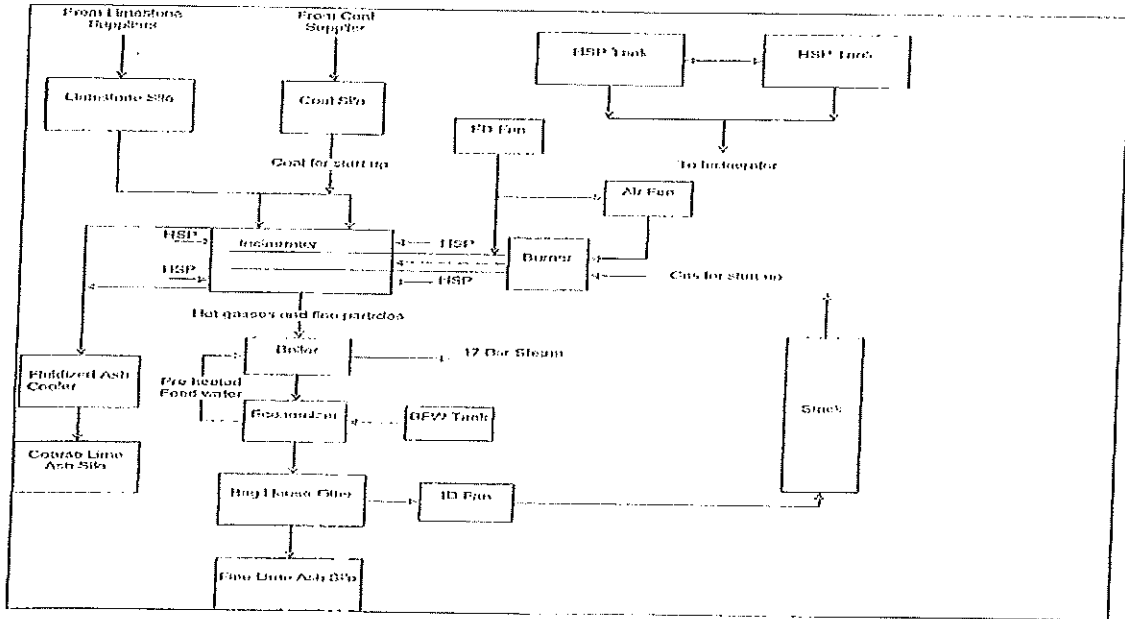 From Limestone
Suppliers
From Coal
Supplier
HSP Tank
HSP Tank
Limestone Silo
Coal Silo
FD Fan
Coal for start up
To Incinerator
Air Fan
HSP
Incinerator
HSP
Burner
HSP
HSP
Gas for start up
Hot gasses and fine particles
Boiler
17 Bar Steam
Fluidized Ash
Cooler
Pre heated
Feed water
Economizer
BFW Tank
Stack
Coarse Lime
Ash Silo
Bag House Filter
ID Fan
Fine Lime Ash Silo